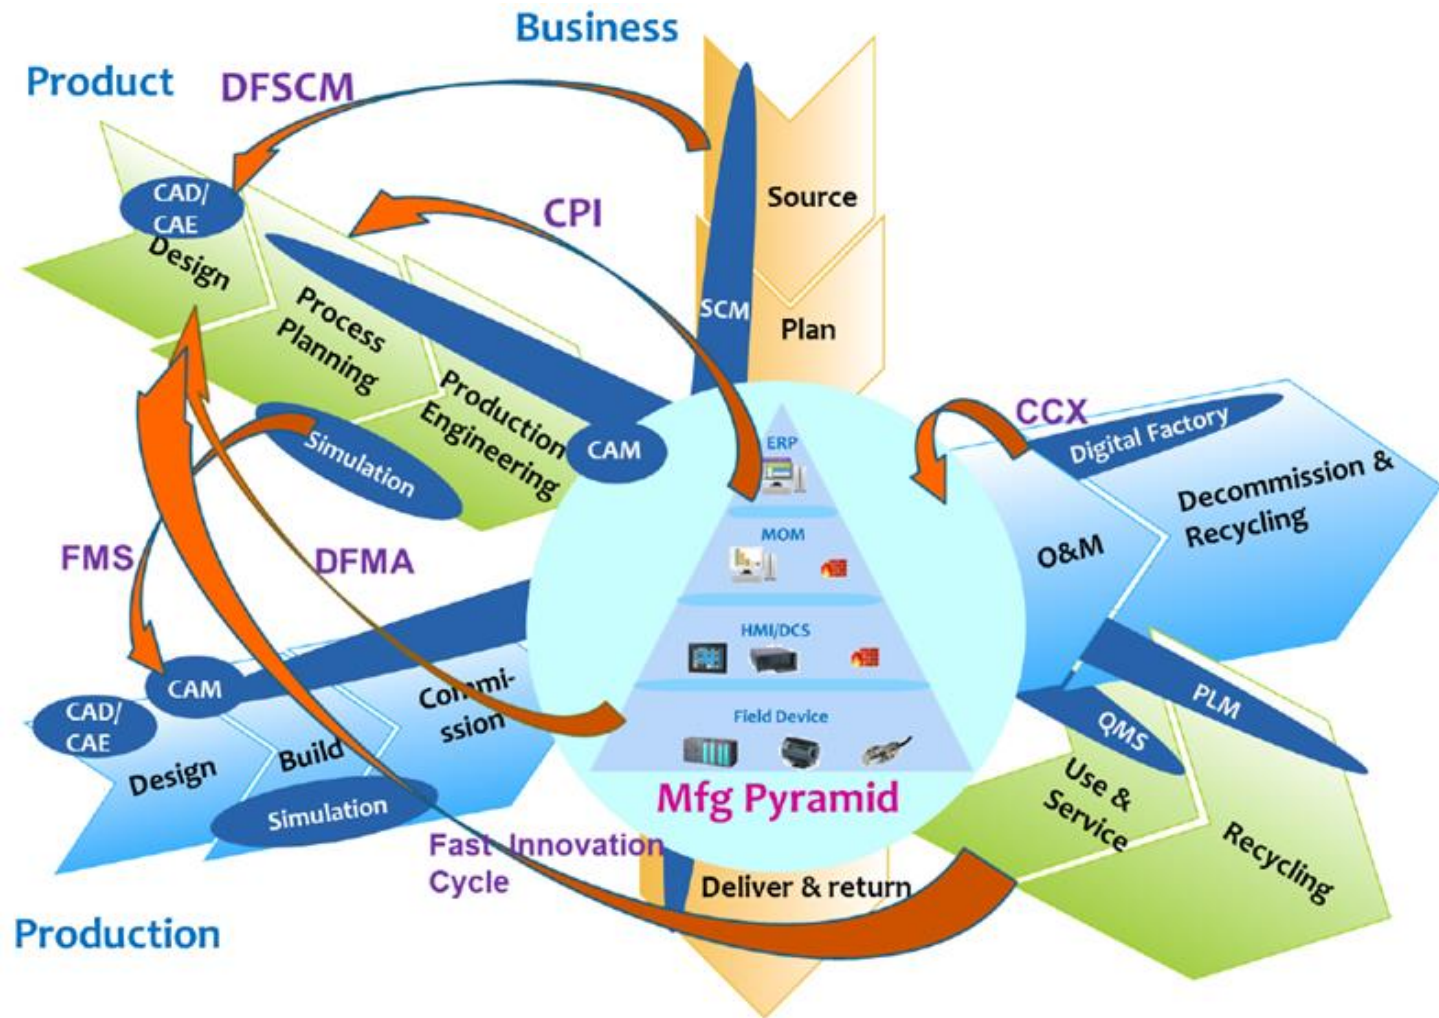 Business
Product
DFSCM
CAD/
CAE
Design
CPI
Source
SCM
Plan
Process
Planning
Production
Engineering
CAM
Simulation
ERP
CCX
Digital Factory
Decommission &
Recycling
O&M
MOM
FMS
DFMA
HMI/DCS
CAM
CAD/
CAE
Design
Build
Commi-
ssion
Simulation
Field Device
Mfg Pyramid
PLM
QMS
Use &
Service
Recycling
Fast Innovation
Cycle
Deliver & return
Production